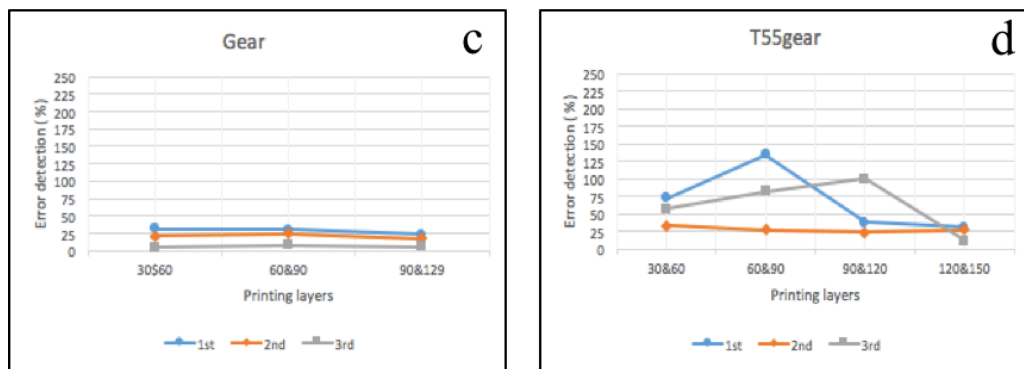 Gear
c
Error detection ( %)
250
225
200
175
150
125
100
75
50
25
0
30$60
60&90
90&129
Printing layers
1st
2nd
3rd
T55gear
d
Error detection ( %)
250
225
200
175
150
125
100
75
50
25
0
30&60
60&90
90&120
120&150
Printing layers
1st
2nd
3rd